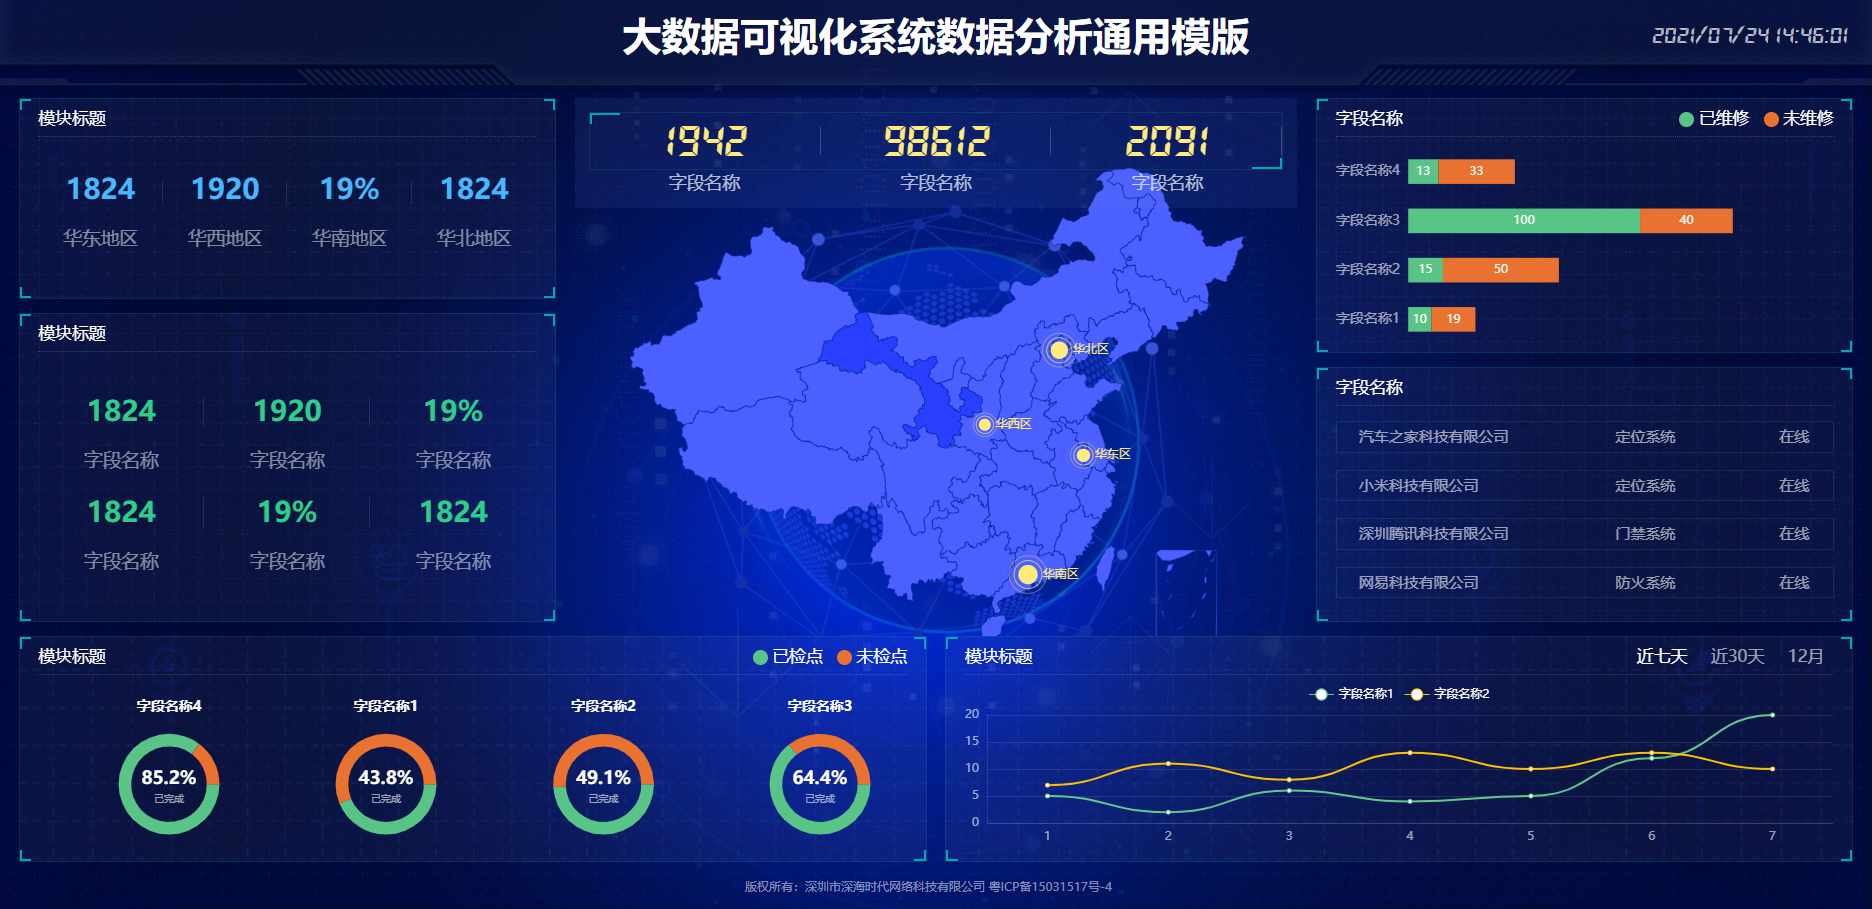 大数据可视化系统数据分析通用模版
2021/07/24 14:46:01
模块标题
1824 1920 19% 1824
华东地区 华西地区 华南地区 华北地区
模块标题
1824 1920 19%
字段名称 字段名称 字段名称
1824 19% 1824
字段名称 字段名称 字段名称
1942 98612 2091
字段名称 字段名称 字段名称
华北区
华西区
华东区
华南区
字段名称 已维修 未维修
字段名称4 13 33
字段名称3 100 40
字段名称2 15 50
字段名称1 10 19
字段名称
汽车之家科技有限公司 定位系统 在线
小米科技有限公司 定位系统 在线
深圳腾讯科技有限公司 门禁系统 在线
网易科技有限公司 防火系统 在线
模块标题 已检点 未检点
字段名称4 字段名称1 字段名称2 字段名称3
85.2% 43.8% 49.1% 64.4%
已完成 已完成 已完成 已完成
模块标题 近七天 近30天 12月
字段名称1 字段名称2
20
15
10
5
0
1 2 3 4 5 6 7
版权所有：深圳市深海时代网络科技有限公司 粤ICP备15031517号-4